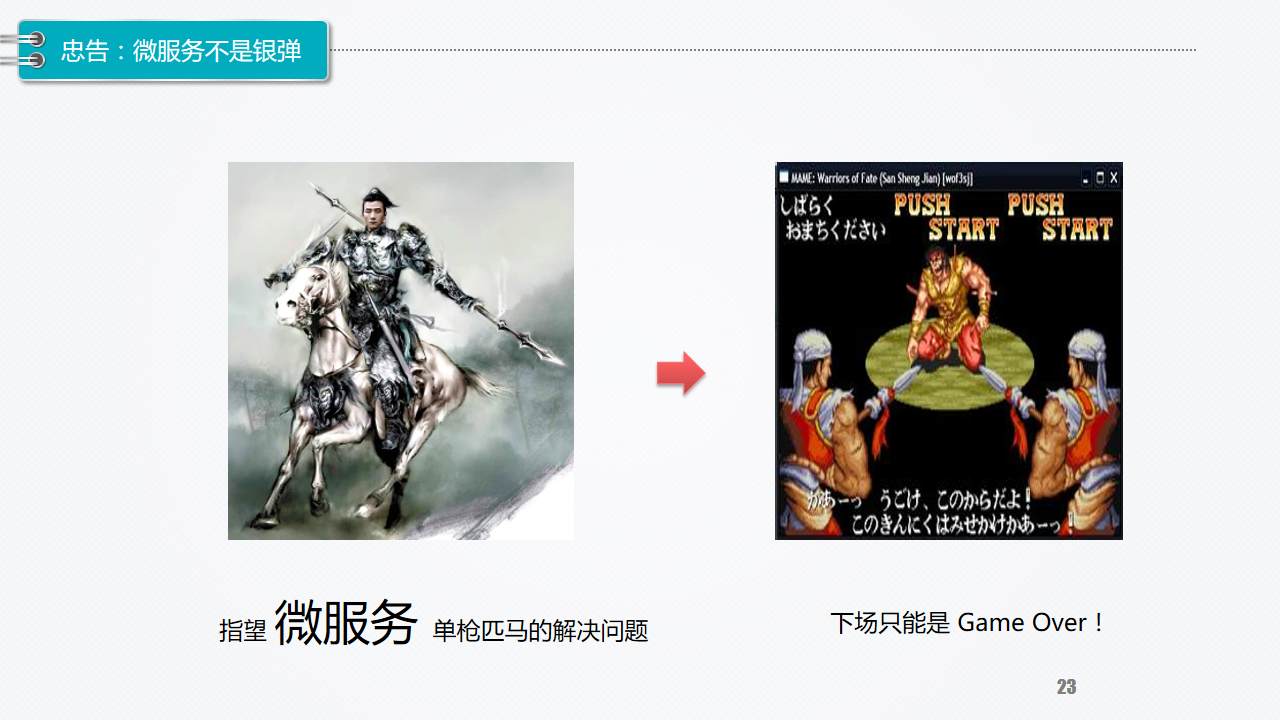 忠告：微服务不是银弹
MAME: Warriors of Fate (San Sheng Jian) [wof3sj]
しばらく
おまちください
PUSH
START
PUSH
START
があーっ うごけ、このからだよ！
このきんにくはみせかけかあーっ！
指望 微服务 单枪匹马的解决问题
下场只能是 Game Over！
23